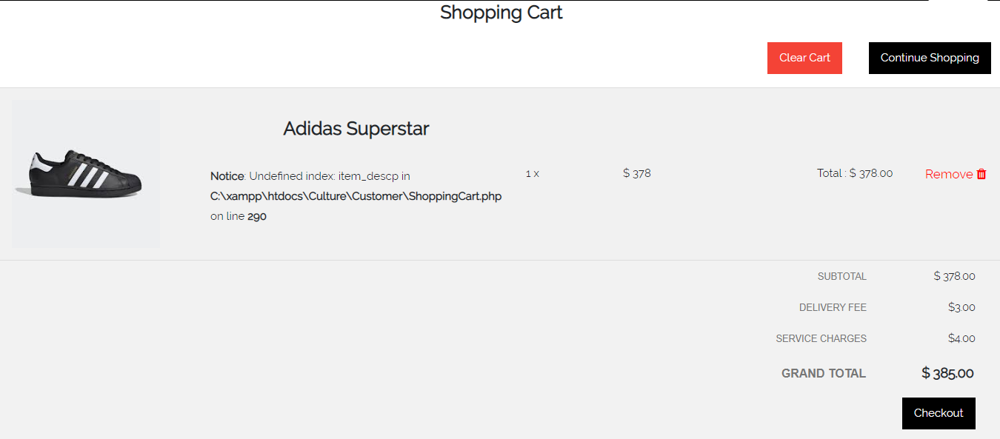 Shopping Cart
Clear Cart
Continue Shopping
Adidas Superstar
Notice: Undefined index: item_descp in
C:\xampp\htdocs\Culture\Customer\ShoppingCart.php
on line 290
1 x
$ 378
Total : $ 378.00
Remove
SUBTOTAL $ 378.00
DELIVERY FEE $3.00
SERVICE CHARGES $4.00
GRAND TOTAL $ 385.00
Checkout